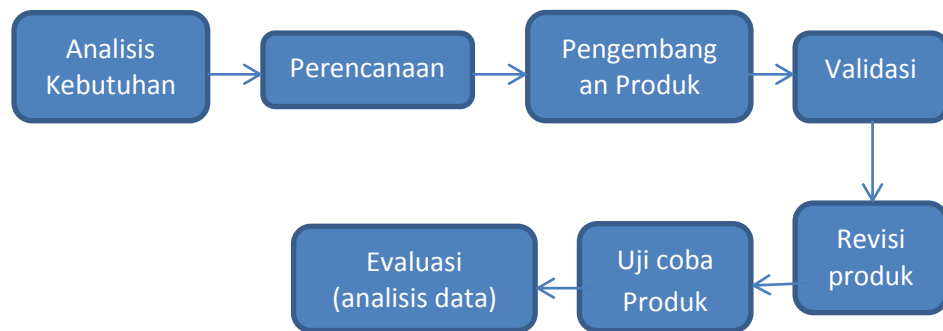 Analisis
Kebutuhan
Perencanaan
Pengembang
an Produk
Validasi
Revisi
produk
Uji coba
Produk
Evaluasi
(analisis data)